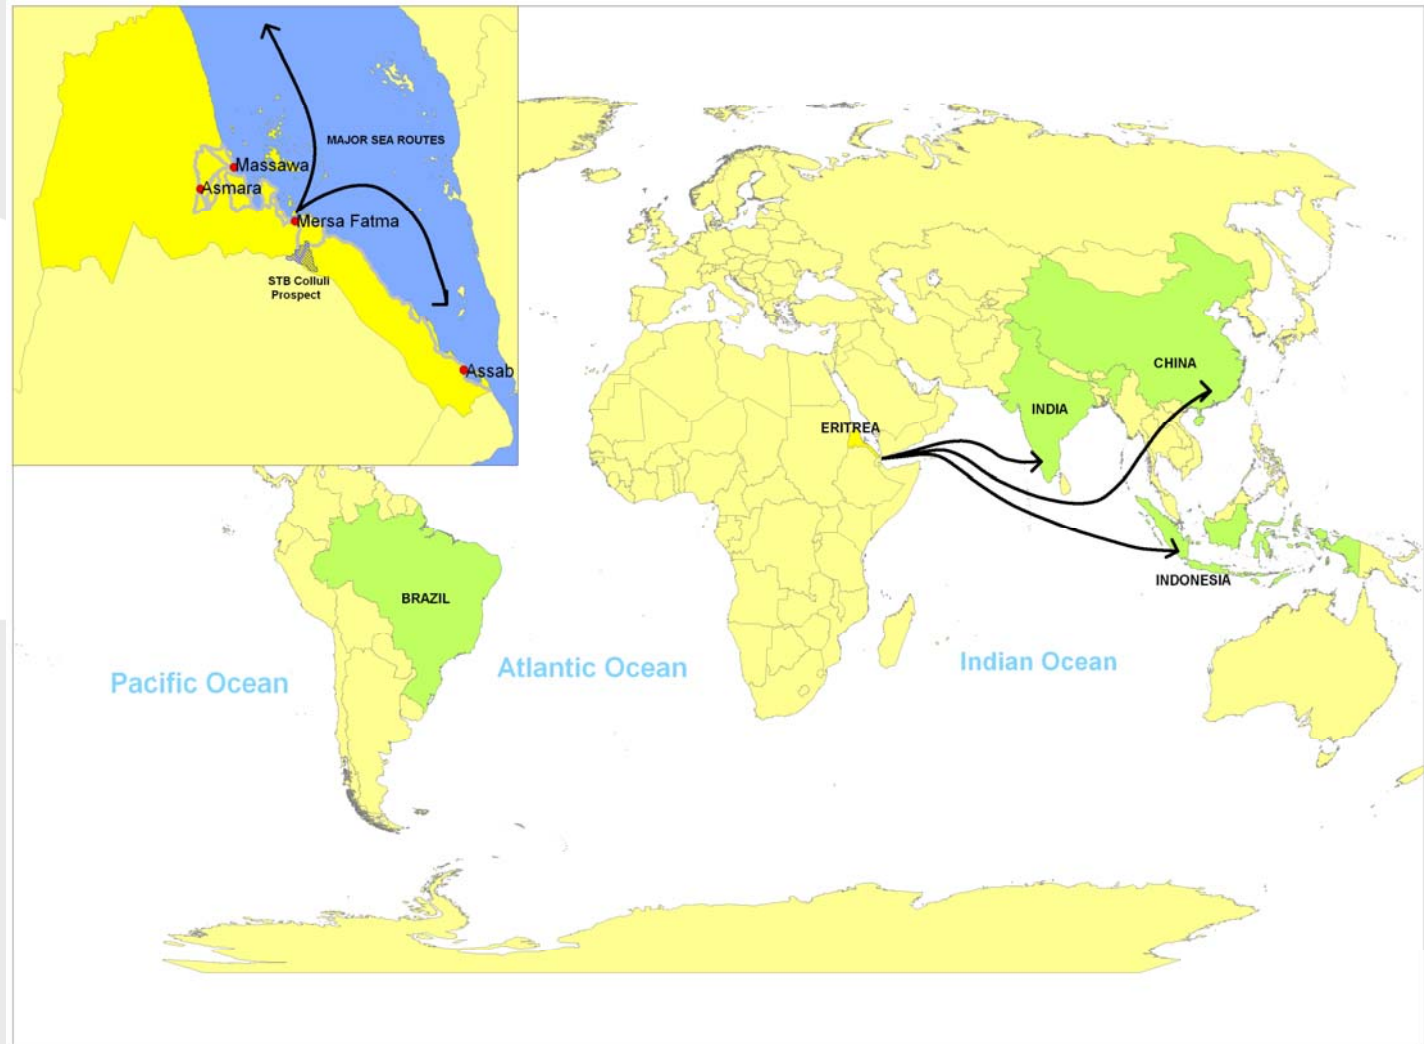 MAJOR SEA ROUTES
Massawa
Asmara
Mersa Fatma
STB Colluli
Prospect
Assab
CHINA
INDIA
ERITREA
INDONESIA
BRAZIL
Pacific Ocean
Atlantic Ocean
Indian Ocean